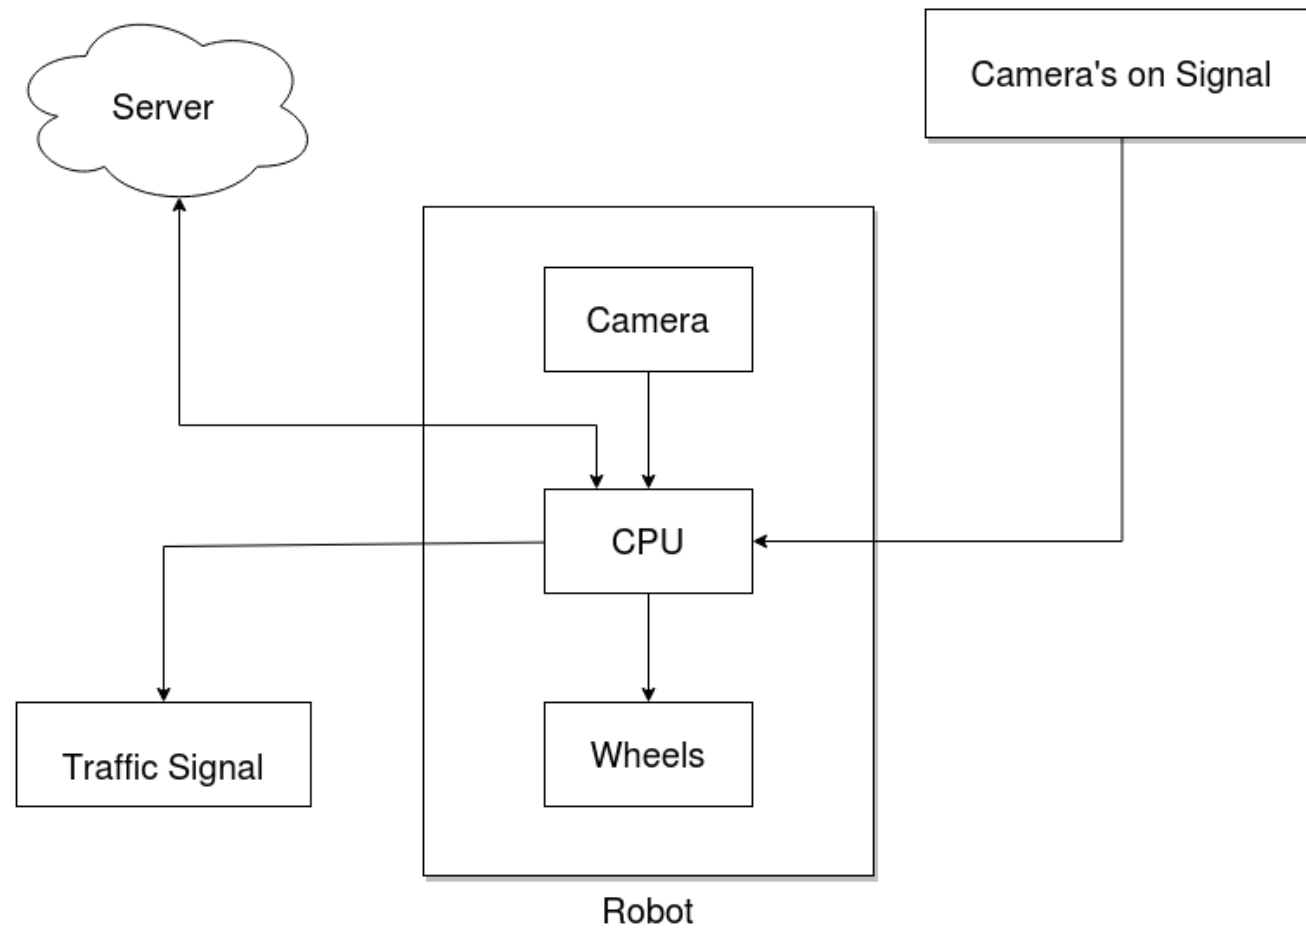 Server
Camera's on Signal
Camera
CPU
Traffic Signal
Wheels
Robot